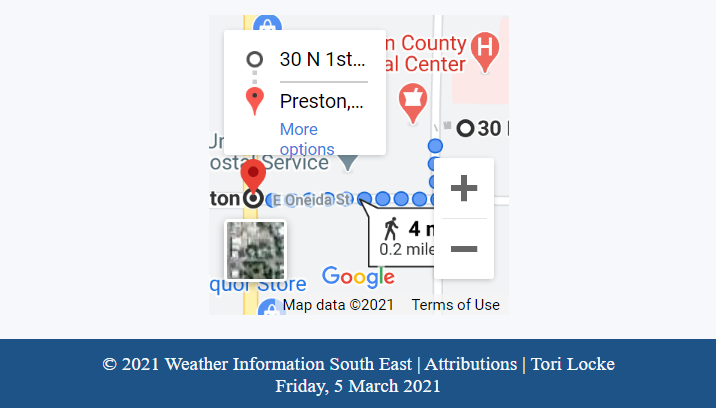 30 N 1st...
Preston,...
More
options
n County
al Center
H
30
ostal Service
ton
E Oneida St
4
0.2 mile
quor Store
Google
Map data ©2021 Terms of Use
© 2021 Weather Information South East | Attributions | Tori Locke
Friday, 5 March 2021